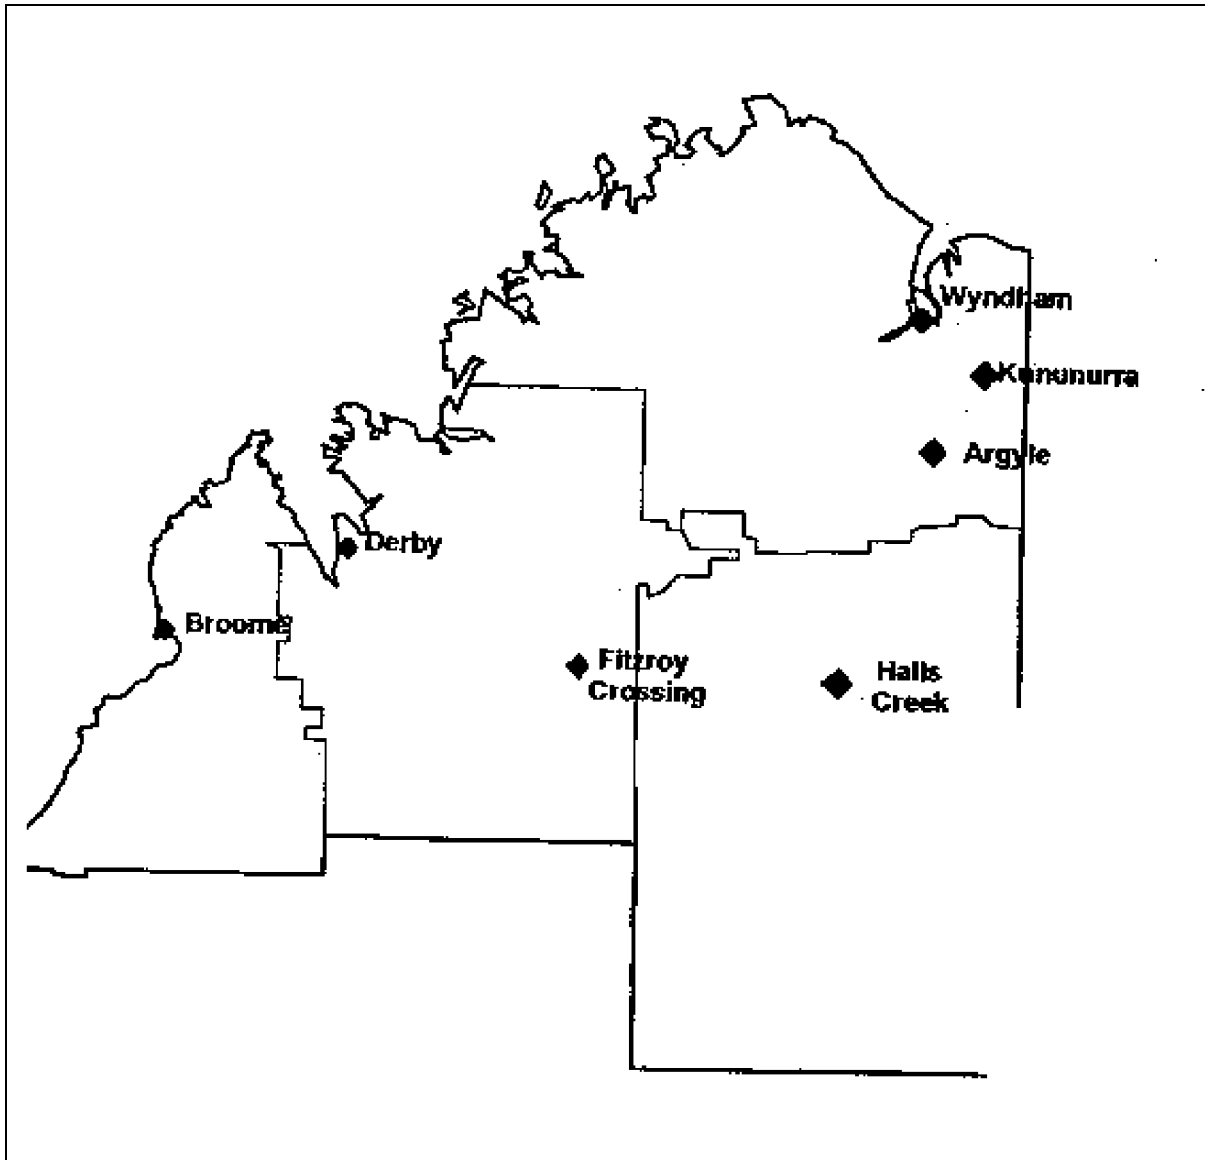 Wyndham
Kununurra
Argyle
Derby
Broome
Fitzroy
Crossing
Halls
Creek